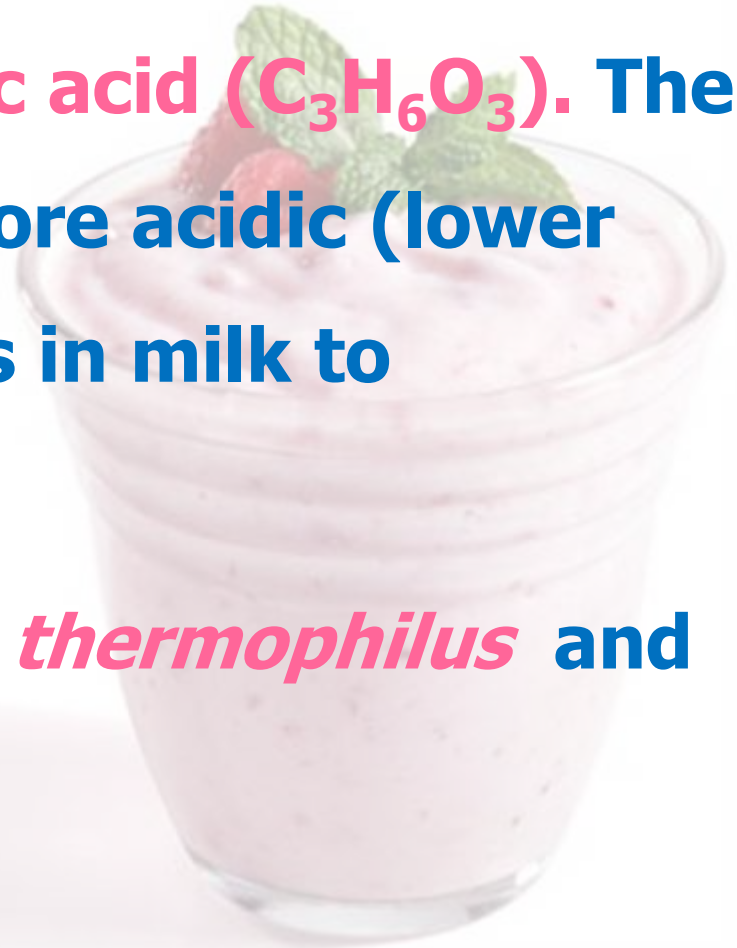 c acid (C₃H₆O₃). The
ore acidic (lower
s in milk to
thermophilus and